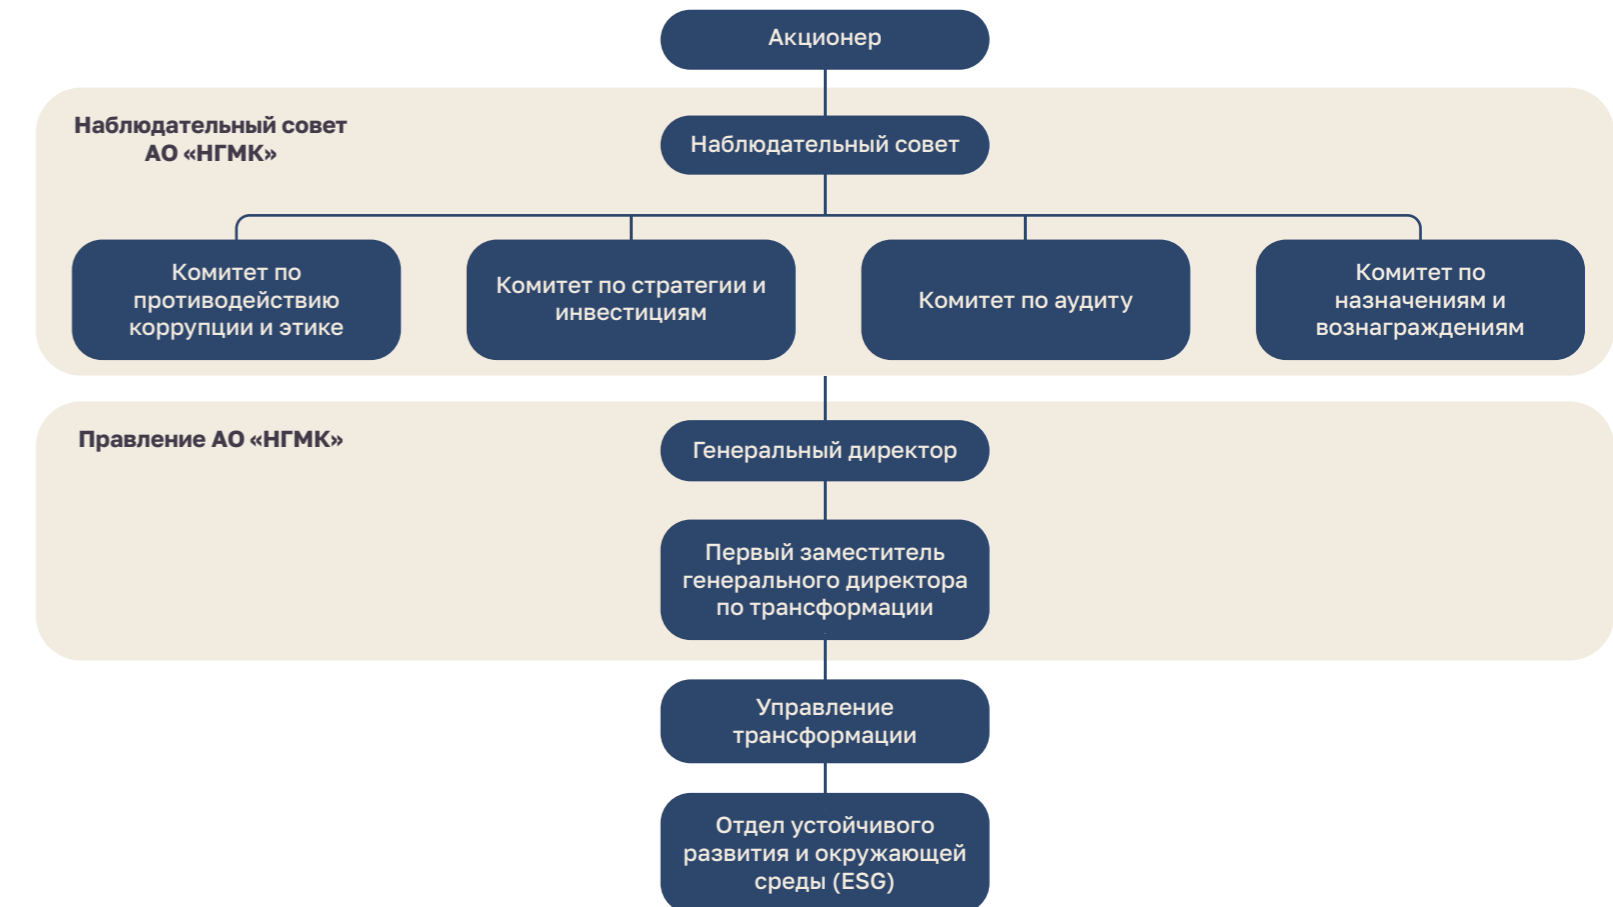 Акционер
Наблюдательный совет
АО «НГМК»
Наблюдательный совет
Комитет по
противодействию
коррупции и этике
Комитет по стратегии и
инвестициям
Комитет по аудиту
Комитет по
назначениям и
вознаграждениям
Правление АО «НГМК»
Генеральный директор
Первый заместитель
генерального директора
по трансформации
Управление
трансформации
Отдел устойчивого
развития и окружающей
среды (ESG)